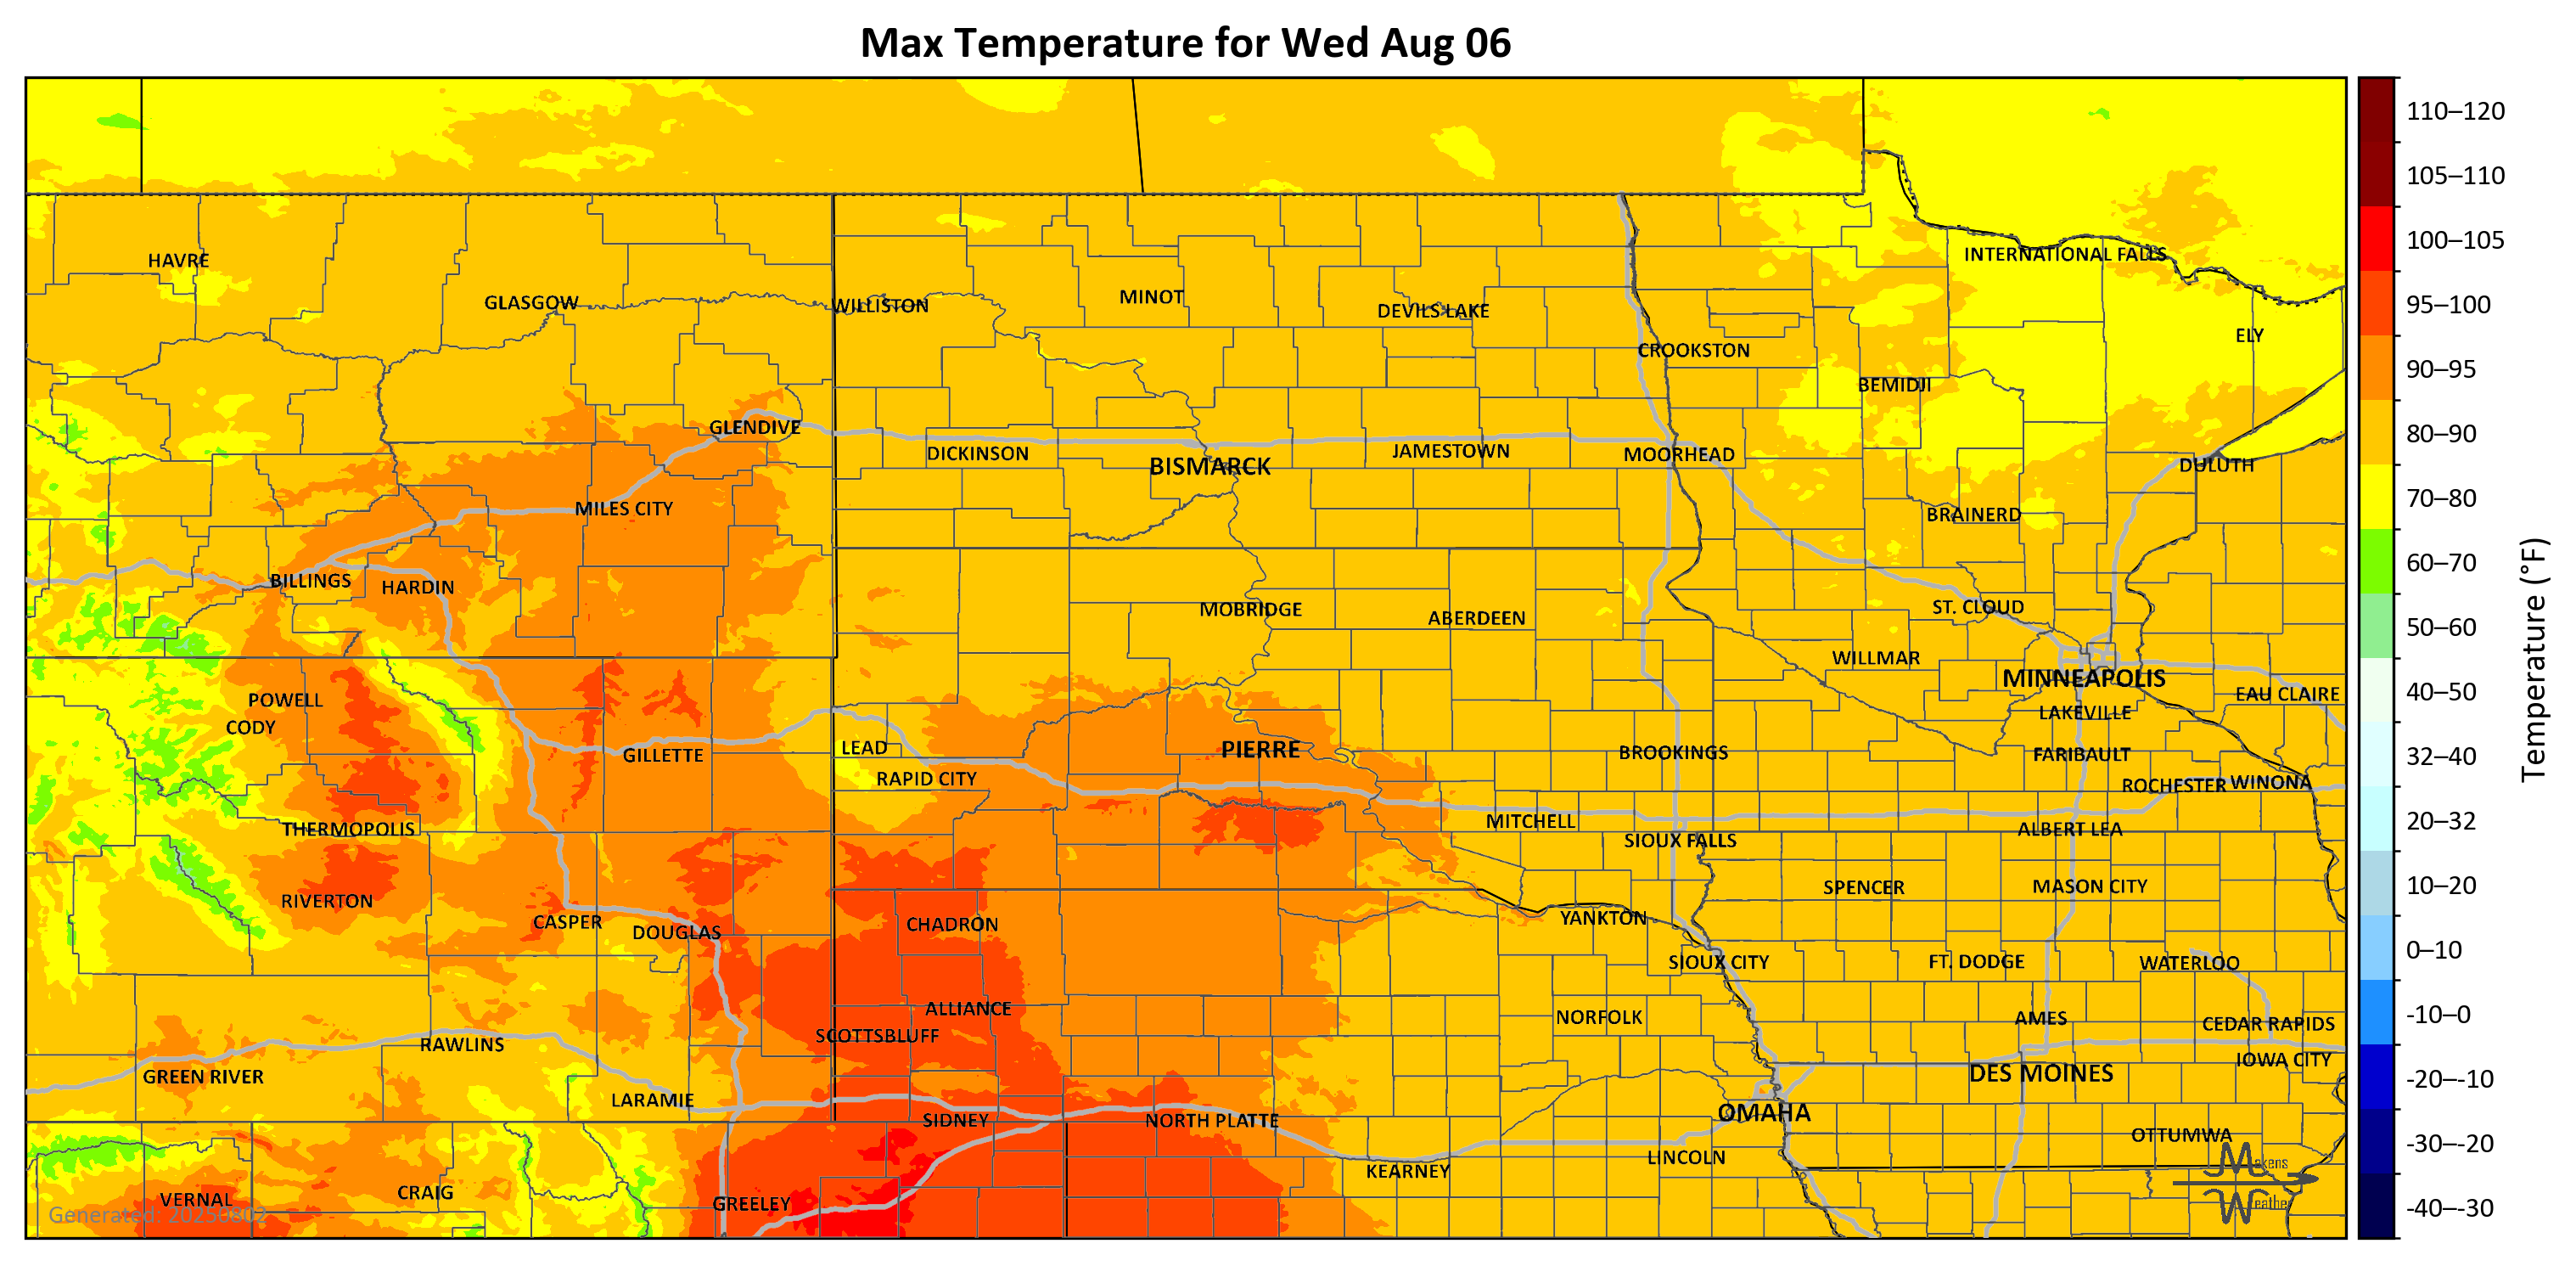 Max Temperature for Wed Aug 06
110–120
105–110
100–105
95–100
90–95
80–90
70–80
60–70
50–60
40–50
32–40
20–32
10–20
0–10
-10–0
-20–-10
-30–-20
-40–-30
Temperature (°F)
HAVRE
INTERNATIONAL FALLS
GLASGOW
WILLISTON
MINOT
DEVILS LAKE
ELY
CROOKSTON
BEMIDJI
GLENDIVE
DICKINSON
BISMARCK
JAMESTOWN
MOORHEAD
DULUTH
MILES CITY
BRAINERD
BILLINGS
HARDIN
MOBRIDGE
ABERDEEN
ST. CLOUD
WILLMAR
MINNEAPOLIS
EAU CLAIRE
POWELL
CODY
LAKEVILLE
GILLETTE
LEAD
PIERRE
BROOKINGS
FARIBAULT
RAPID CITY
ROCHESTER
WINONA
THERMOPOLIS
MITCHELL
SIOUX FALLS
ALBERT LEA
RIVERTON
SPENCER
MASON CITY
CASPER
DOUGLAS
CHADRON
YANKTON
SIOUX CITY
FT. DODGE
WATERLOO
ALLIANCE
SCOTTSBLUFF
NORFOLK
AMES
CEDAR RAPIDS
RAWLINS
IOWA CITY
GREEN RIVER
DES MOINES
LARAMIE
SIDNEY
NORTH PLATTE
OMAHA
OTTUMWA
LINCOLN
KEARNEY
VERNAL
CRAIG
GREELEY
Generated: 20250802
Makens
Weather